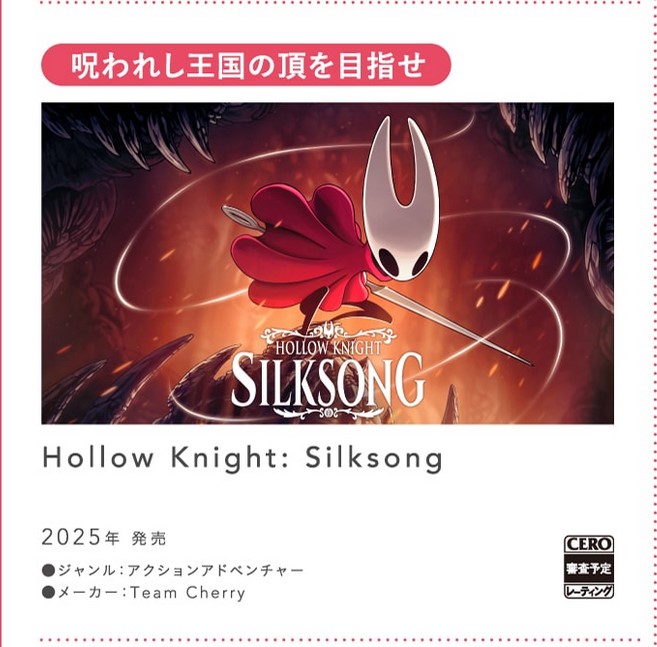 呪われし王国の頂を目指せ
HOLLOW KNIGHT
SILKSONG
Hollow Knight: Silksong
2025年 発売
●ジャンル：アクションアドベンチャー
●メーカー：Team Cherry
CERO
審査予定
レーティング